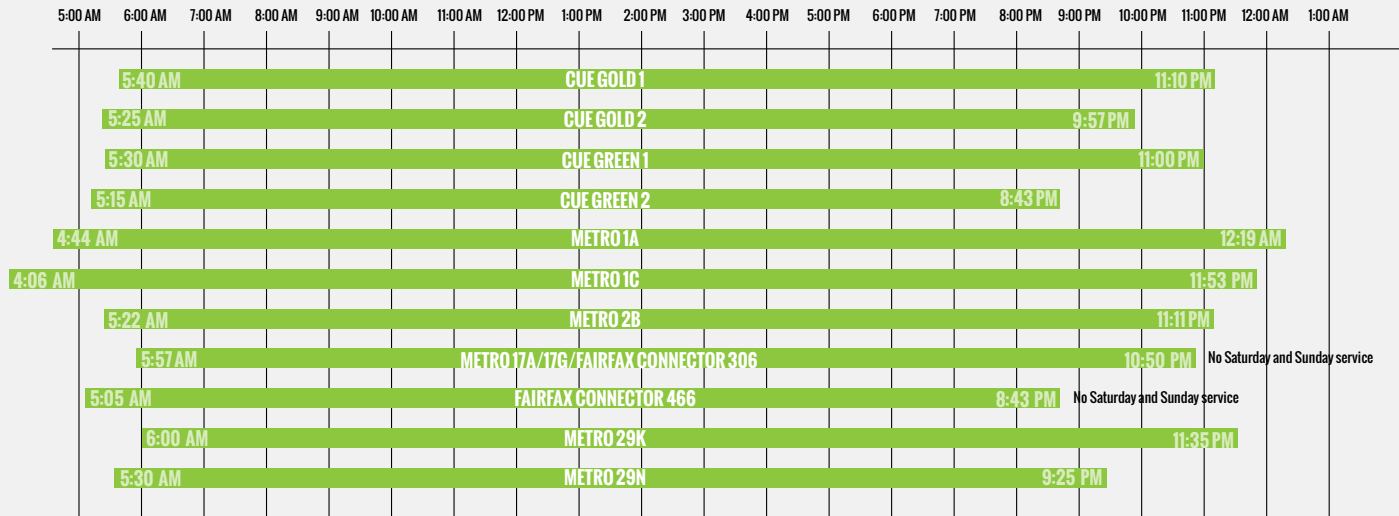 5:00 AM 6:00 AM 7:00 AM 8:00 AM 9:00 AM 10:00 AM 11:00 AM 12:00 PM 1:00 PM 2:00 PM 3:00 PM 4:00 PM 5:00 PM 6:00 PM 7:00 PM 8:00 PM 9:00 PM 10:00 PM 11:00 PM 12:00 AM 1:00 AM
5:40 AM CUE GOLD 1 11:10 PM
5:25 AM CUE GOLD 2 9:57 PM
5:30 AM CUE GREEN 1 11:00 PM
5:15 AM CUE GREEN 2 8:43 PM
4:44 AM METRO 1A 12:19 AM
4:06 AM METRO 1C 11:53 PM
5:22 AM METRO 2B 11:11 PM
5:57 AM METRO 17A/17G/FAIRFAX CONNECTOR 306 10:50 PM No Saturday and Sunday service
5:05 AM FAIRFAX CONNECTOR 466 8:43 PM No Saturday and Sunday service
6:00 AM METRO 29K 11:35 PM
5:30 AM METRO 29N 9:25 PM